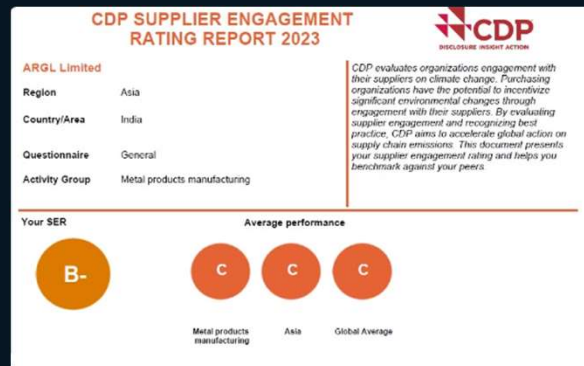 CDP SUPPLIER ENGAGEMENT
RATING REPORT 2023
CDP
DISCLOSURE INSIGHT ACTION
ARGL Limited
Region Asia
Country/Area India
Questionnaire General
Activity Group Metal products manufacturing
CDP evaluates organizations engagement with
their suppliers on climate change. Purchasing
organizations have the potential to incentivize
significant environmental changes through
engagement with their suppliers. By evaluating
supplier engagement and recognizing best
practice, CDP aims to accelerate global action on
supply chain emissions. This document presents
your supplier engagement rating and helps you
benchmark against your peers.
Your SER
Average performance
B-
C C C
Metal products
manufacturing
Asia
Global Average